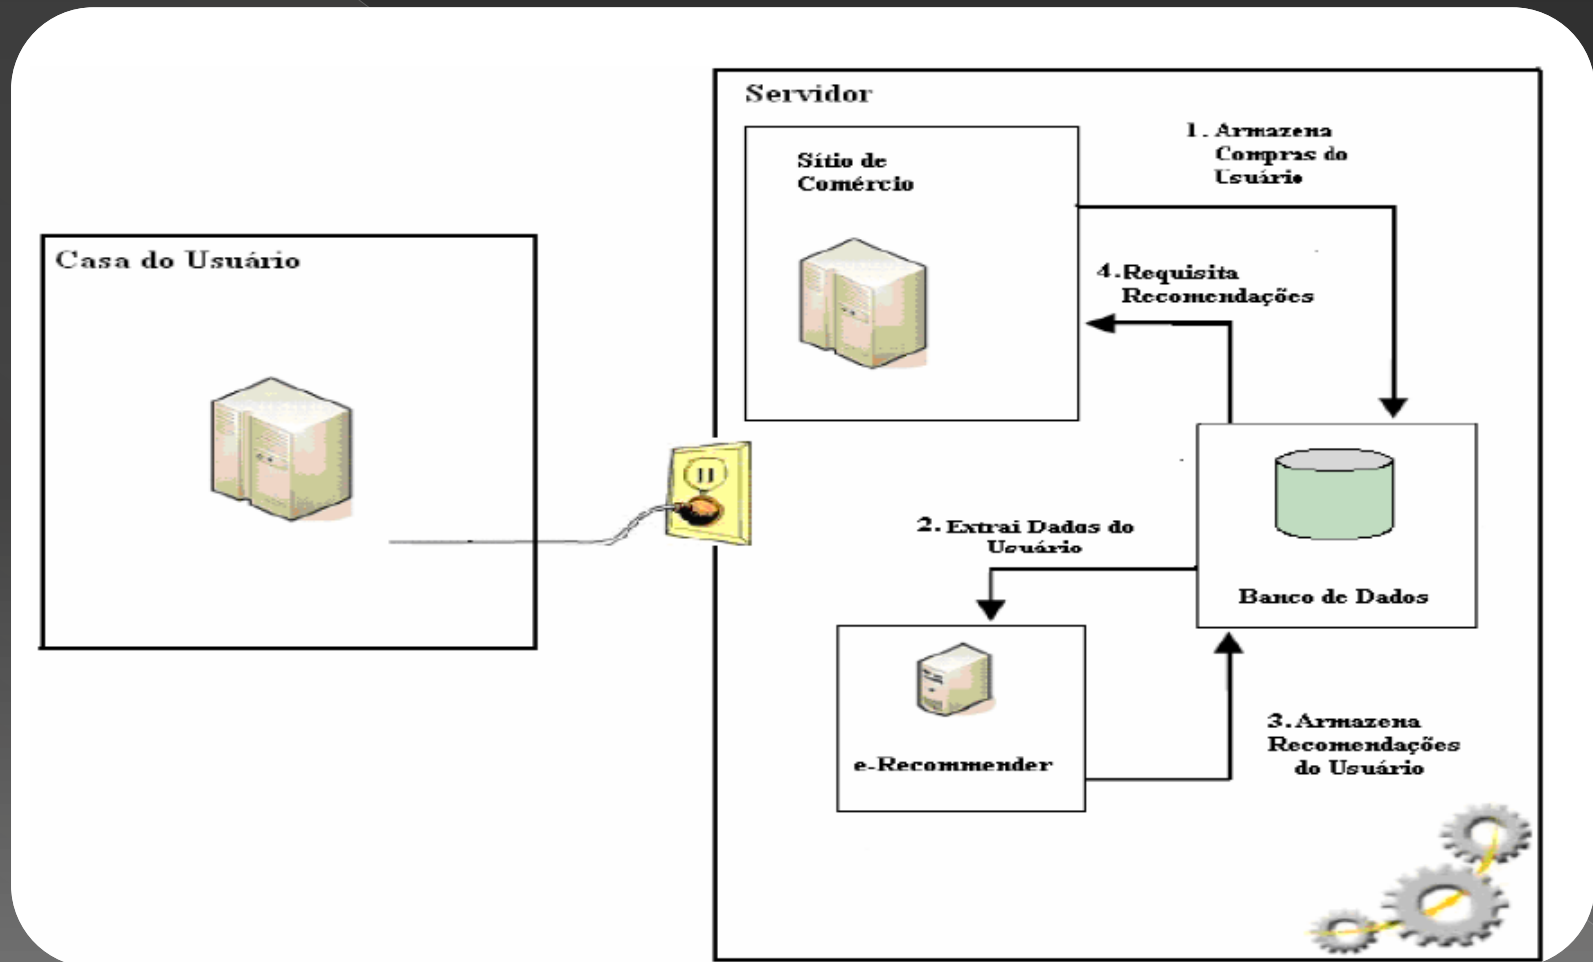 Servidor
Sítio de
Comércio
1. Armazena
Compras do
Usuário
Casa do Usuário
4. Requisita
Recomendações
2. Extrai Dados do
Usuário
Banco de Dados
e-Recommender
3. Armazena
Recomendações
do Usuário